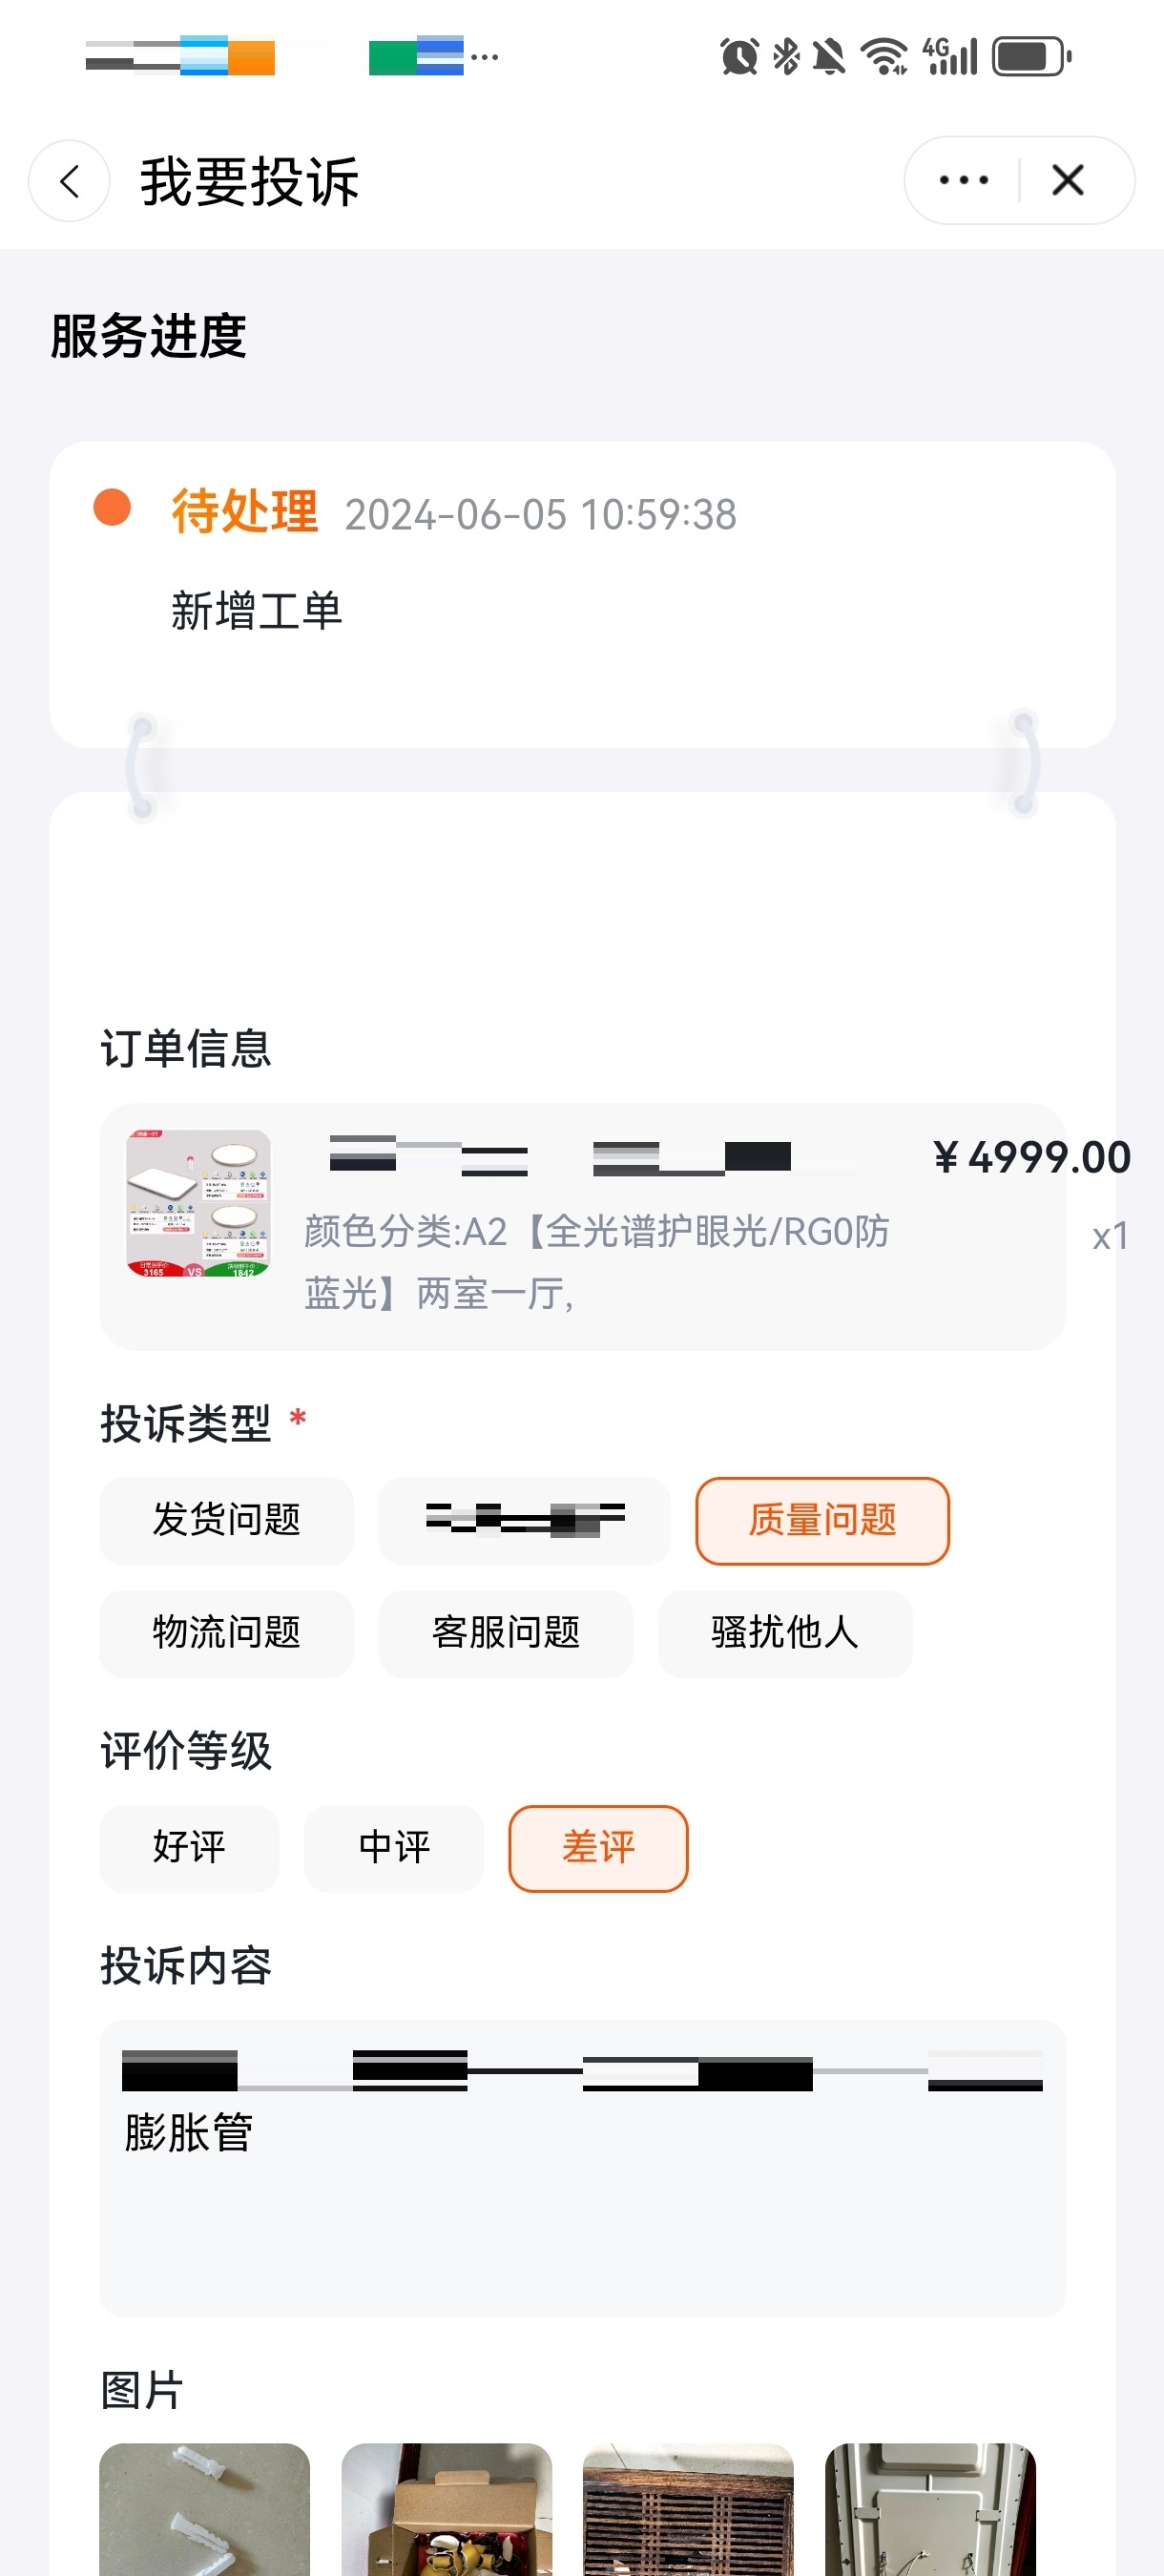 4G
我要投诉
服务进度
待处理 2024-06-05 10:59:38
新增工单
订单信息
¥4999.00
颜色分类:A2【全光谱护眼光/RG0防
蓝光】两室一厅,
x1
3165 VS 1842
投诉类型 *
发货问题
质量问题
物流问题 客服问题 骚扰他人
评价等级
好评 中评 差评
投诉内容
膨胀管
图片